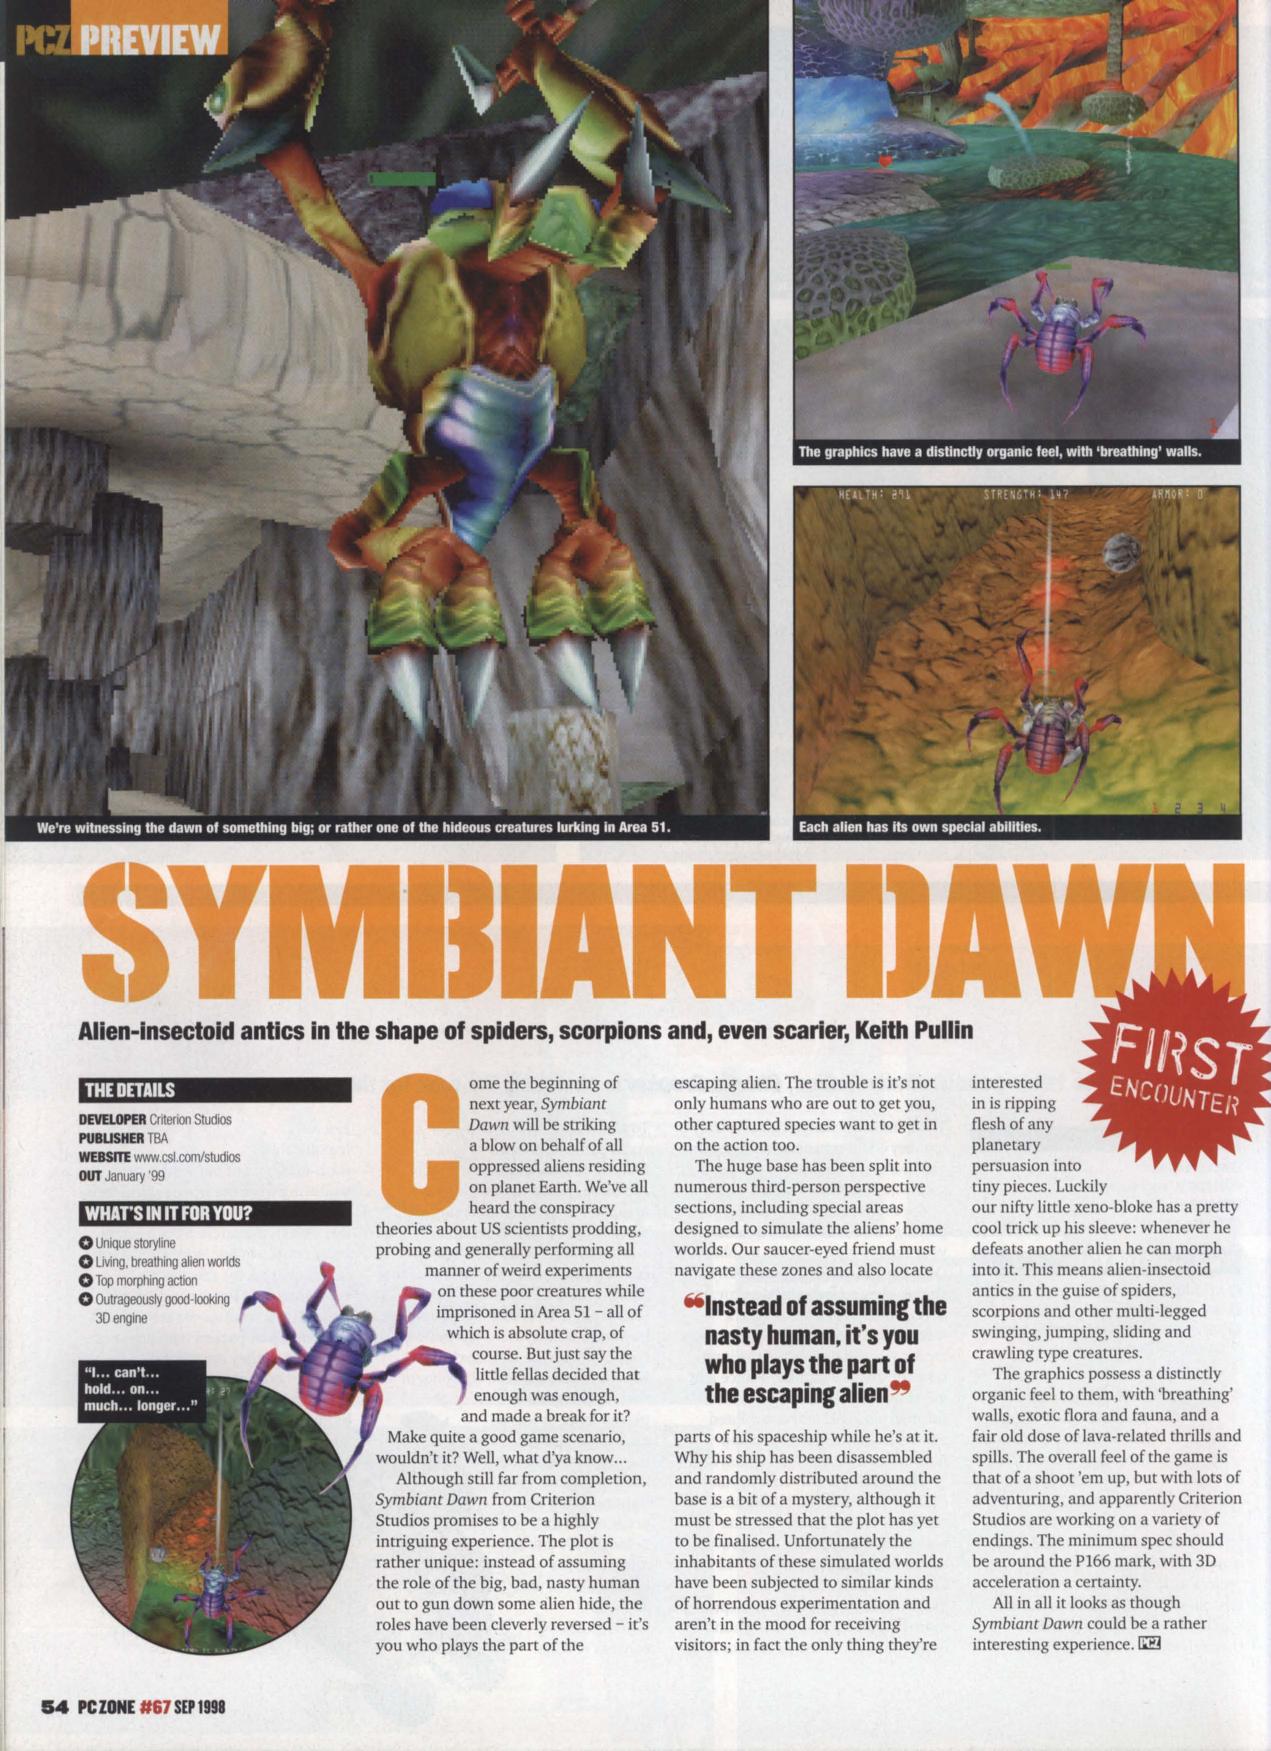 PCZ PREVIEW
The graphics have a distinctly organic feel, with ‘breathing’ walls.
HEALTH: 291 STRENGTH: 147 ARMOR: 0
1 2 3 4
We're witnessing the dawn of something big; or rather one of the hideous creatures lurking in Area 51.
Each alien has its own special abilities.
SYMBIANT DAWN
Alien-insectoid antics in the shape of spiders, scorpions and, even scarier, Keith Pullin
FIRST
ENCOUNTER
THE DETAILS
DEVELOPER Criterion Studios
PUBLISHER TBA
WEBSITE www.csl.com/studios
OUT January '99
WHAT'S IN IT FOR YOU?
Unique storyline
Living, breathing alien worlds
Top morphing action
Outrageously good-looking
3D engine
“I... can't...
hold... on...
much... longer...”
Come the beginning of
next year, Symbiant
Dawn will be striking
a blow on behalf of all
oppressed aliens residing
on planet Earth. We've all
heard the conspiracy
theories about US scientists prodding,
probing and generally performing all
manner of weird experiments
on these poor creatures while
imprisoned in Area 51 – all of
which is absolute crap, of
course. But just say the
little fellas decided that
enough was enough,
and made a break for it?
Make quite a good game scenario,
wouldn't it? Well, what d'ya know...
Although still far from completion,
Symbiant Dawn from Criterion
Studios promises to be a highly
intriguing experience. The plot is
rather unique: instead of assuming
the role of the big, bad, nasty human
out to gun down some alien hide, the
roles have been cleverly reversed – it's
you who plays the part of the
escaping alien. The trouble is it's not
only humans who are out to get you,
other captured species want to get in
on the action too.
The huge base has been split into
numerous third-person perspective
sections, including special areas
designed to simulate the aliens' home
worlds. Our saucer-eyed friend must
navigate these zones and also locate
“Instead of assuming the
nasty human, it's you
who plays the part of
the escaping alien”
parts of his spaceship while he's at it.
Why his ship has been disassembled
and randomly distributed around the
base is a bit of a mystery, although it
must be stressed that the plot has yet
to be finalised. Unfortunately the
inhabitants of these simulated worlds
have been subjected to similar kinds
of horrendous experimentation and
aren't in the mood for receiving
visitors; in fact the only thing they're
interested
in is ripping
flesh of any
planetary
persuasion into
tiny pieces. Luckily
our nifty little xeno-bloke has a pretty
cool trick up his sleeve: whenever he
defeats another alien he can morph
into it. This means alien-insectoid
antics in the guise of spiders,
scorpions and other multi-legged
swinging, jumping, sliding and
crawling type creatures.
The graphics possess a distinctly
organic feel to them, with ‘breathing’
walls, exotic flora and fauna, and a
fair old dose of lava-related thrills and
spills. The overall feel of the game is
that of a shoot 'em up, but with lots of
adventuring, and apparently Criterion
Studios are working on a variety of
endings. The minimum spec should
be around the P166 mark, with 3D
acceleration a certainty.
All in all it looks as though
Symbiant Dawn could be a rather
interesting experience. PCZ
54 PC ZONE #67 SEP 1998